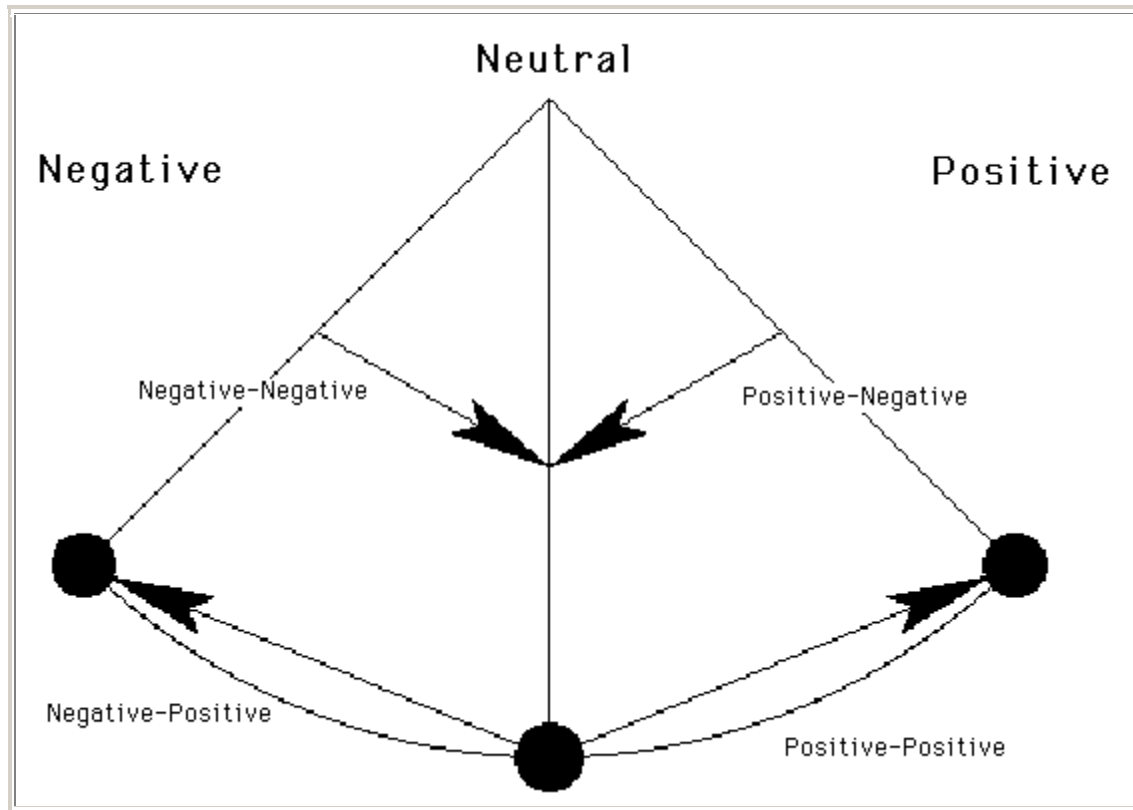 Neutral
Negative
Positive
Negative-Negative
Positive-Negative
Negative-Positive
Positive-Positive